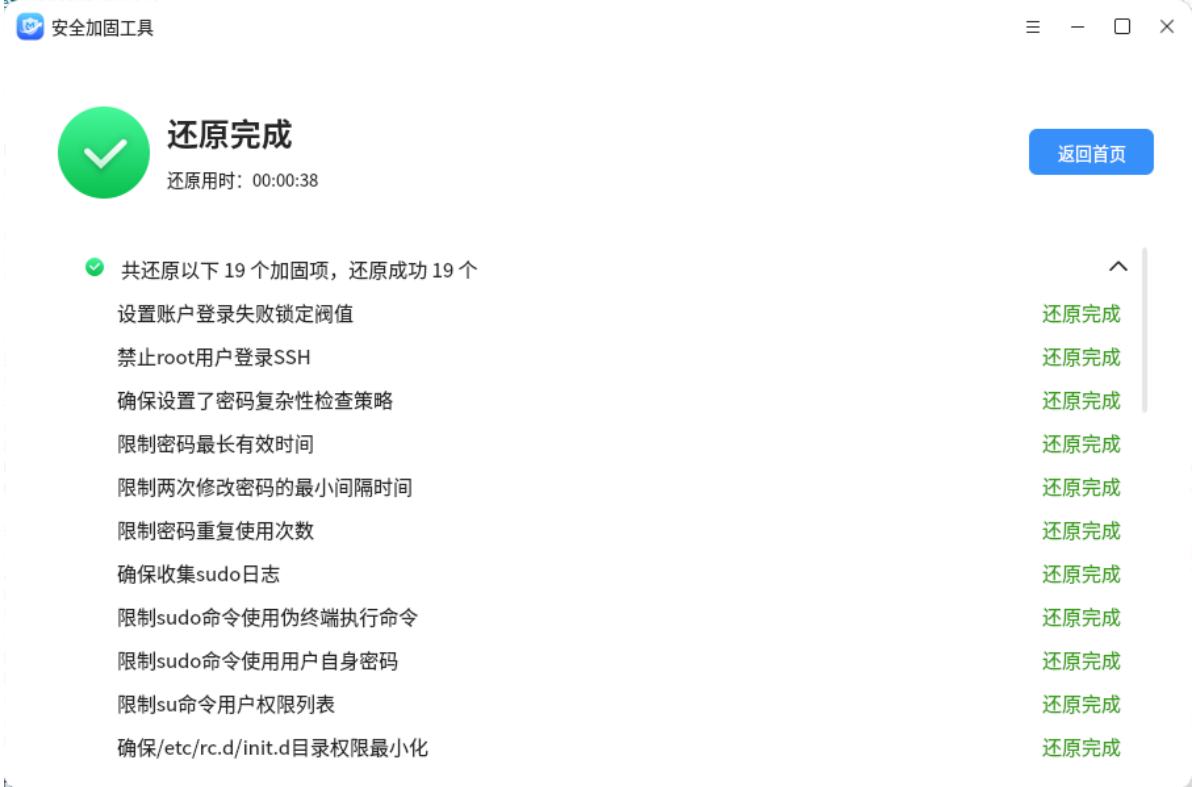 安全加固工具
还原完成
还原用时：00:00:38
返回首页
共还原以下 19 个加固项，还原成功 19 个
设置账户登录失败锁定阀值 还原完成
禁止root用户登录SSH 还原完成
确保设置了密码复杂性检查策略 还原完成
限制密码最长有效时间 还原完成
限制两次修改密码的最小间隔时间 还原完成
限制密码重复使用次数 还原完成
确保收集sudo日志 还原完成
限制sudo命令使用伪终端执行命令 还原完成
限制sudo命令使用用户自身密码 还原完成
限制su命令用户权限列表 还原完成
确保/etc/rc.d/init.d目录权限最小化 还原完成